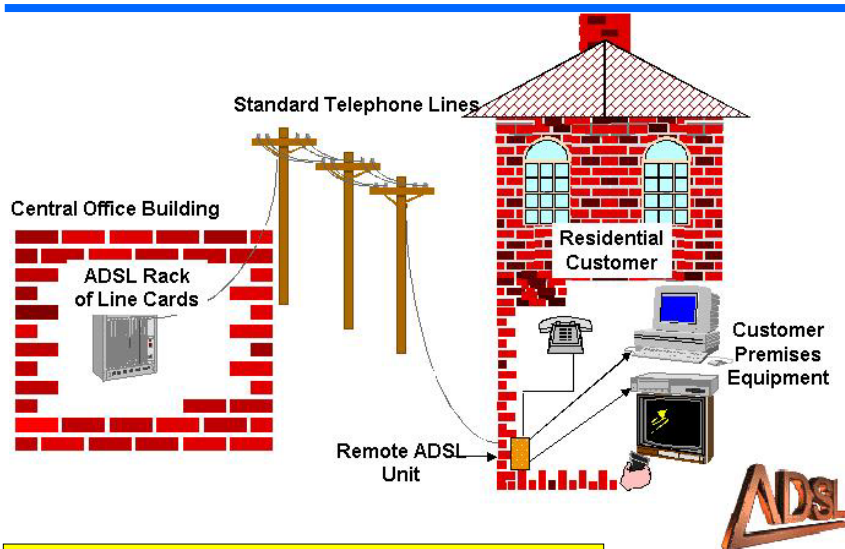 Standard Telephone Lines
Central Office Building
ADSL Rack
of Line Cards
Residential
Customer
Customer
Premises
Equipment
Remote ADSL
Unit
ADSL